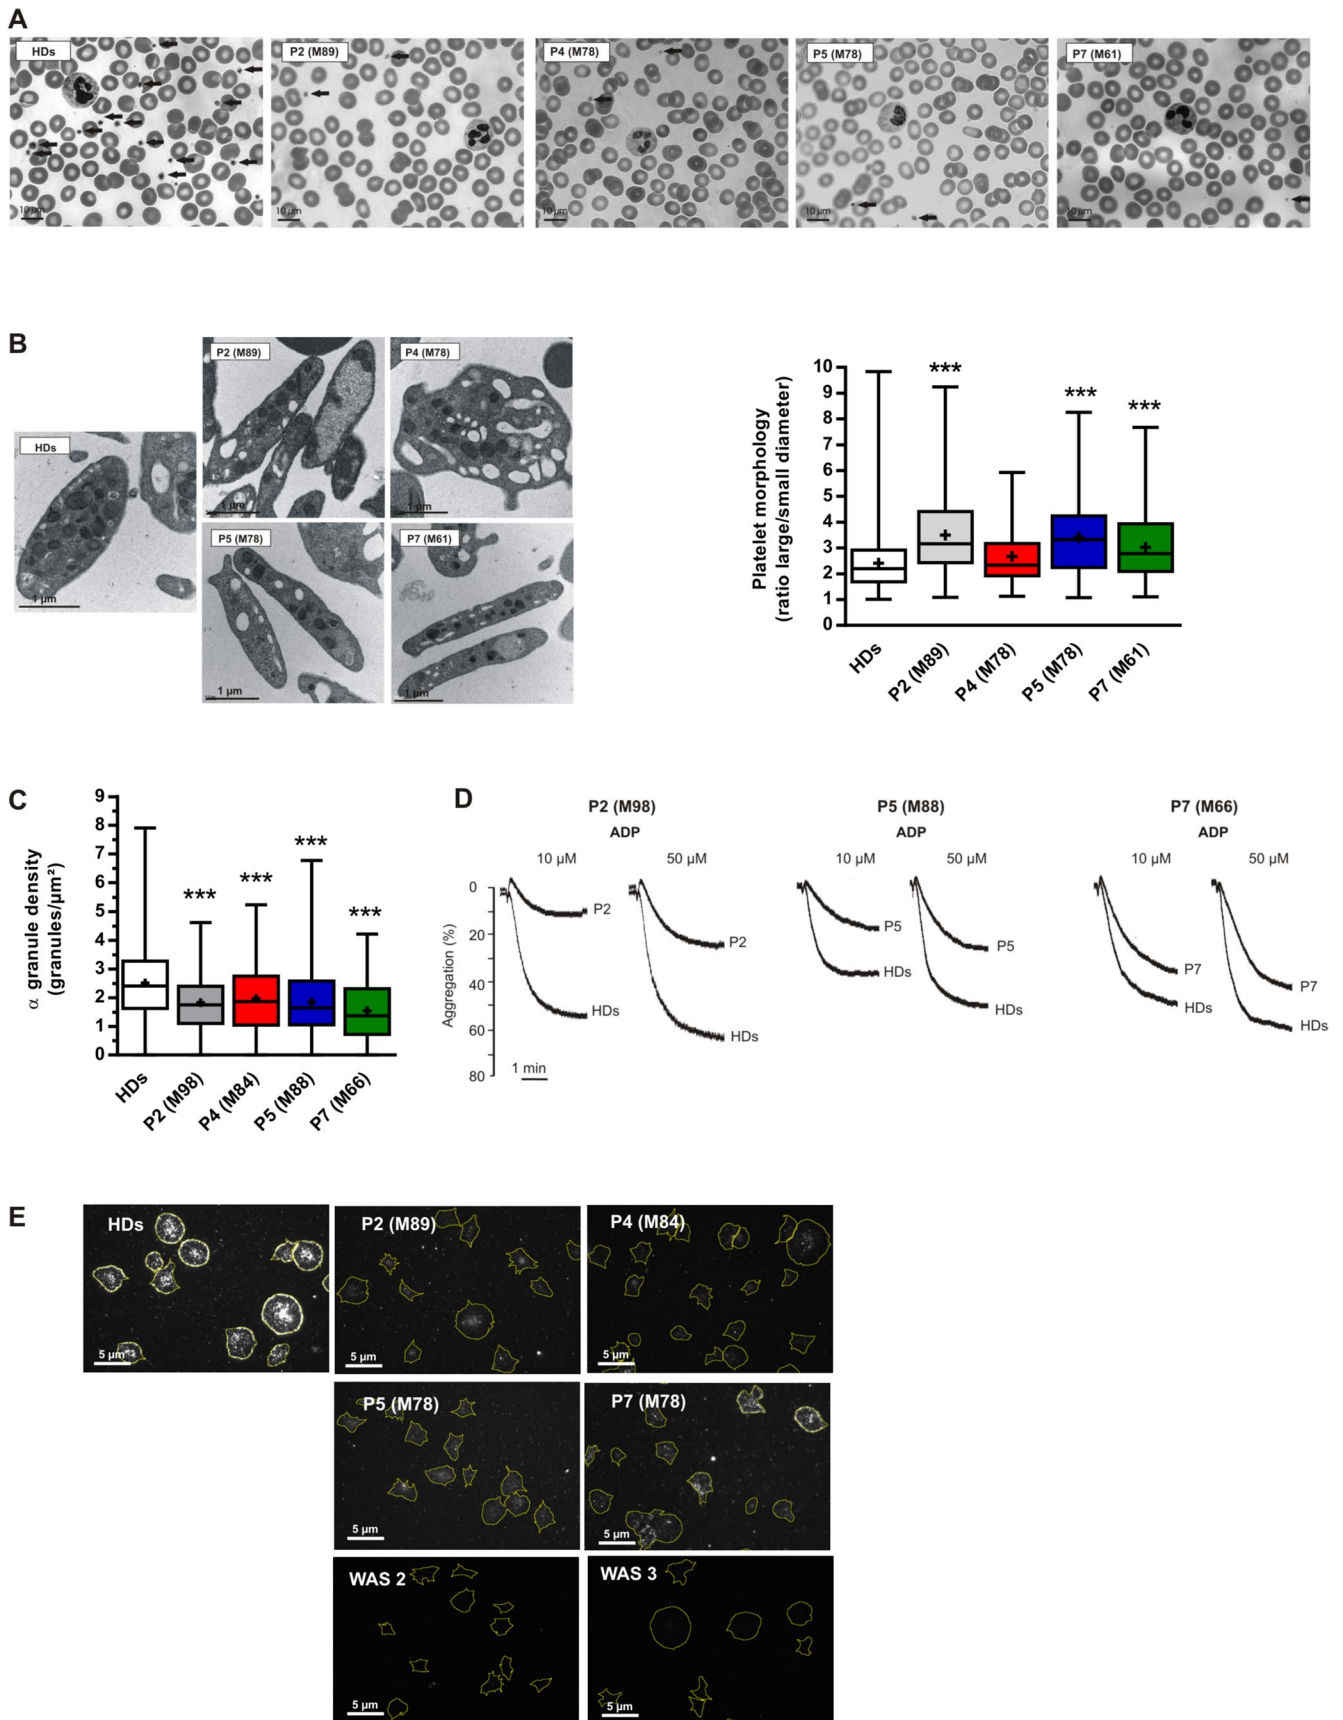 A
HDs
P2 (M89)
P4 (M78)
P5 (M78)
P7 (M61)
10 µm
10 µm
10 µm
10 µm
10 µm
B
HDs
1 µm
P2 (M89)
1 µm
P4 (M78)
1 µm
P5 (M78)
1 µm
P7 (M61)
1 µm
Platelet morphology
(ratio large/small diameter)
10
9
8
7
6
5
4
3
2
1
0
***
***
***
HDs
P2 (M89)
P4 (M78)
P5 (M78)
P7 (M61)
C
α granule density
(granules/µm²)
9
8
7
6
5
4
3
2
1
0
***
***
***
***
HDs
P2 (M98)
P4 (M84)
P5 (M88)
P7 (M66)
D
P2 (M98)
ADP
10 µM
50 µM
P5 (M88)
ADP
10 µM
50 µM
P7 (M66)
ADP
10 µM
50 µM
Aggregation (%)
0
20
40
60
80
P2
HDs
P2
HDs
P5
HDs
P5
HDs
P7
HDs
P7
HDs
1 min
E
HDs
5 µm
P2 (M89)
5 µm
P4 (M84)
5 µm
P5 (M78)
5 µm
P7 (M78)
5 µm
WAS 2
5 µm
WAS 3
5 µm